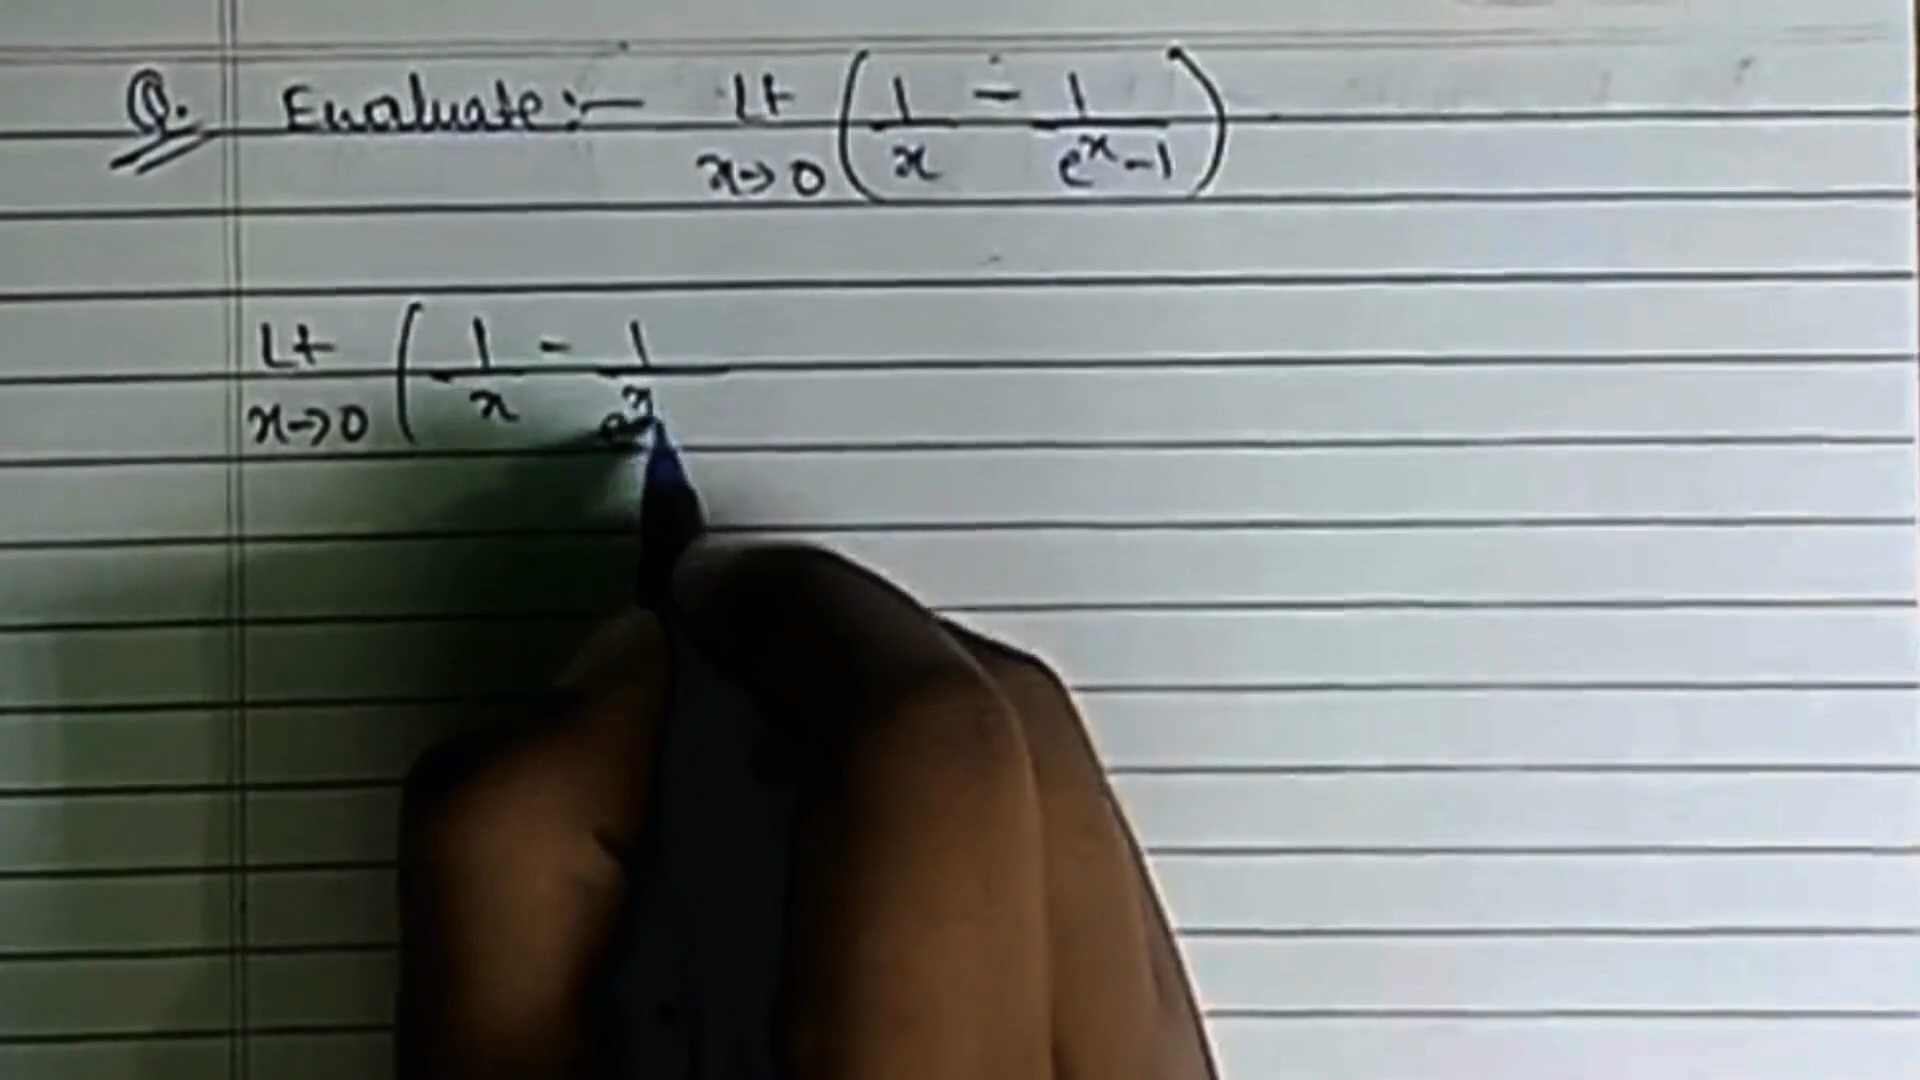 Q. Evaluate:- Lt x→0 (1/x - 1/(e^x-1))
Lt x→0 (1/x - 1/e^x